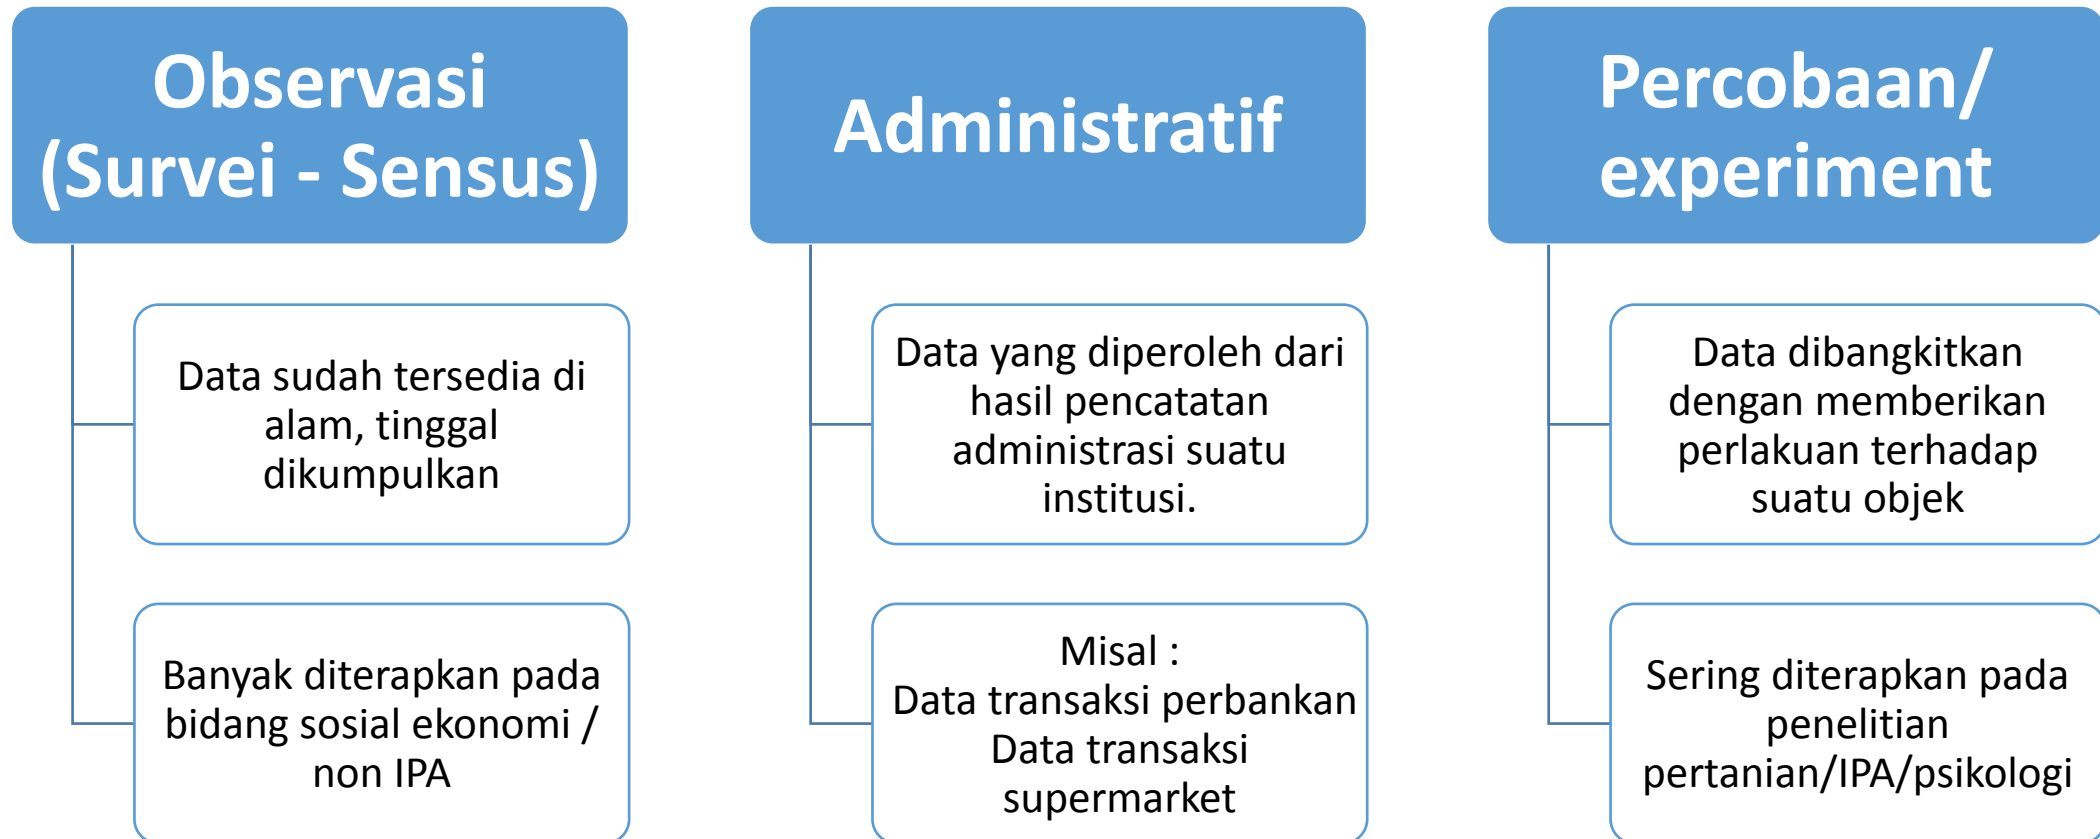 Observasi
(Survei - Sensus)
Data sudah tersedia di
alam, tinggal
dikumpulkan
Banyak diterapkan pada
bidang sosial ekonomi /
non IPA
Administratif
Data yang diperoleh dari
hasil pencatatan
administrasi suatu
institusi.
Misal :
Data transaksi perbankan
Data transaksi
supermarket
Percobaan/
experiment
Data dibangkitkan
dengan memberikan
perlakuan terhadap
suatu objek
Sering diterapkan pada
penelitian
pertanian/IPA/psikologi